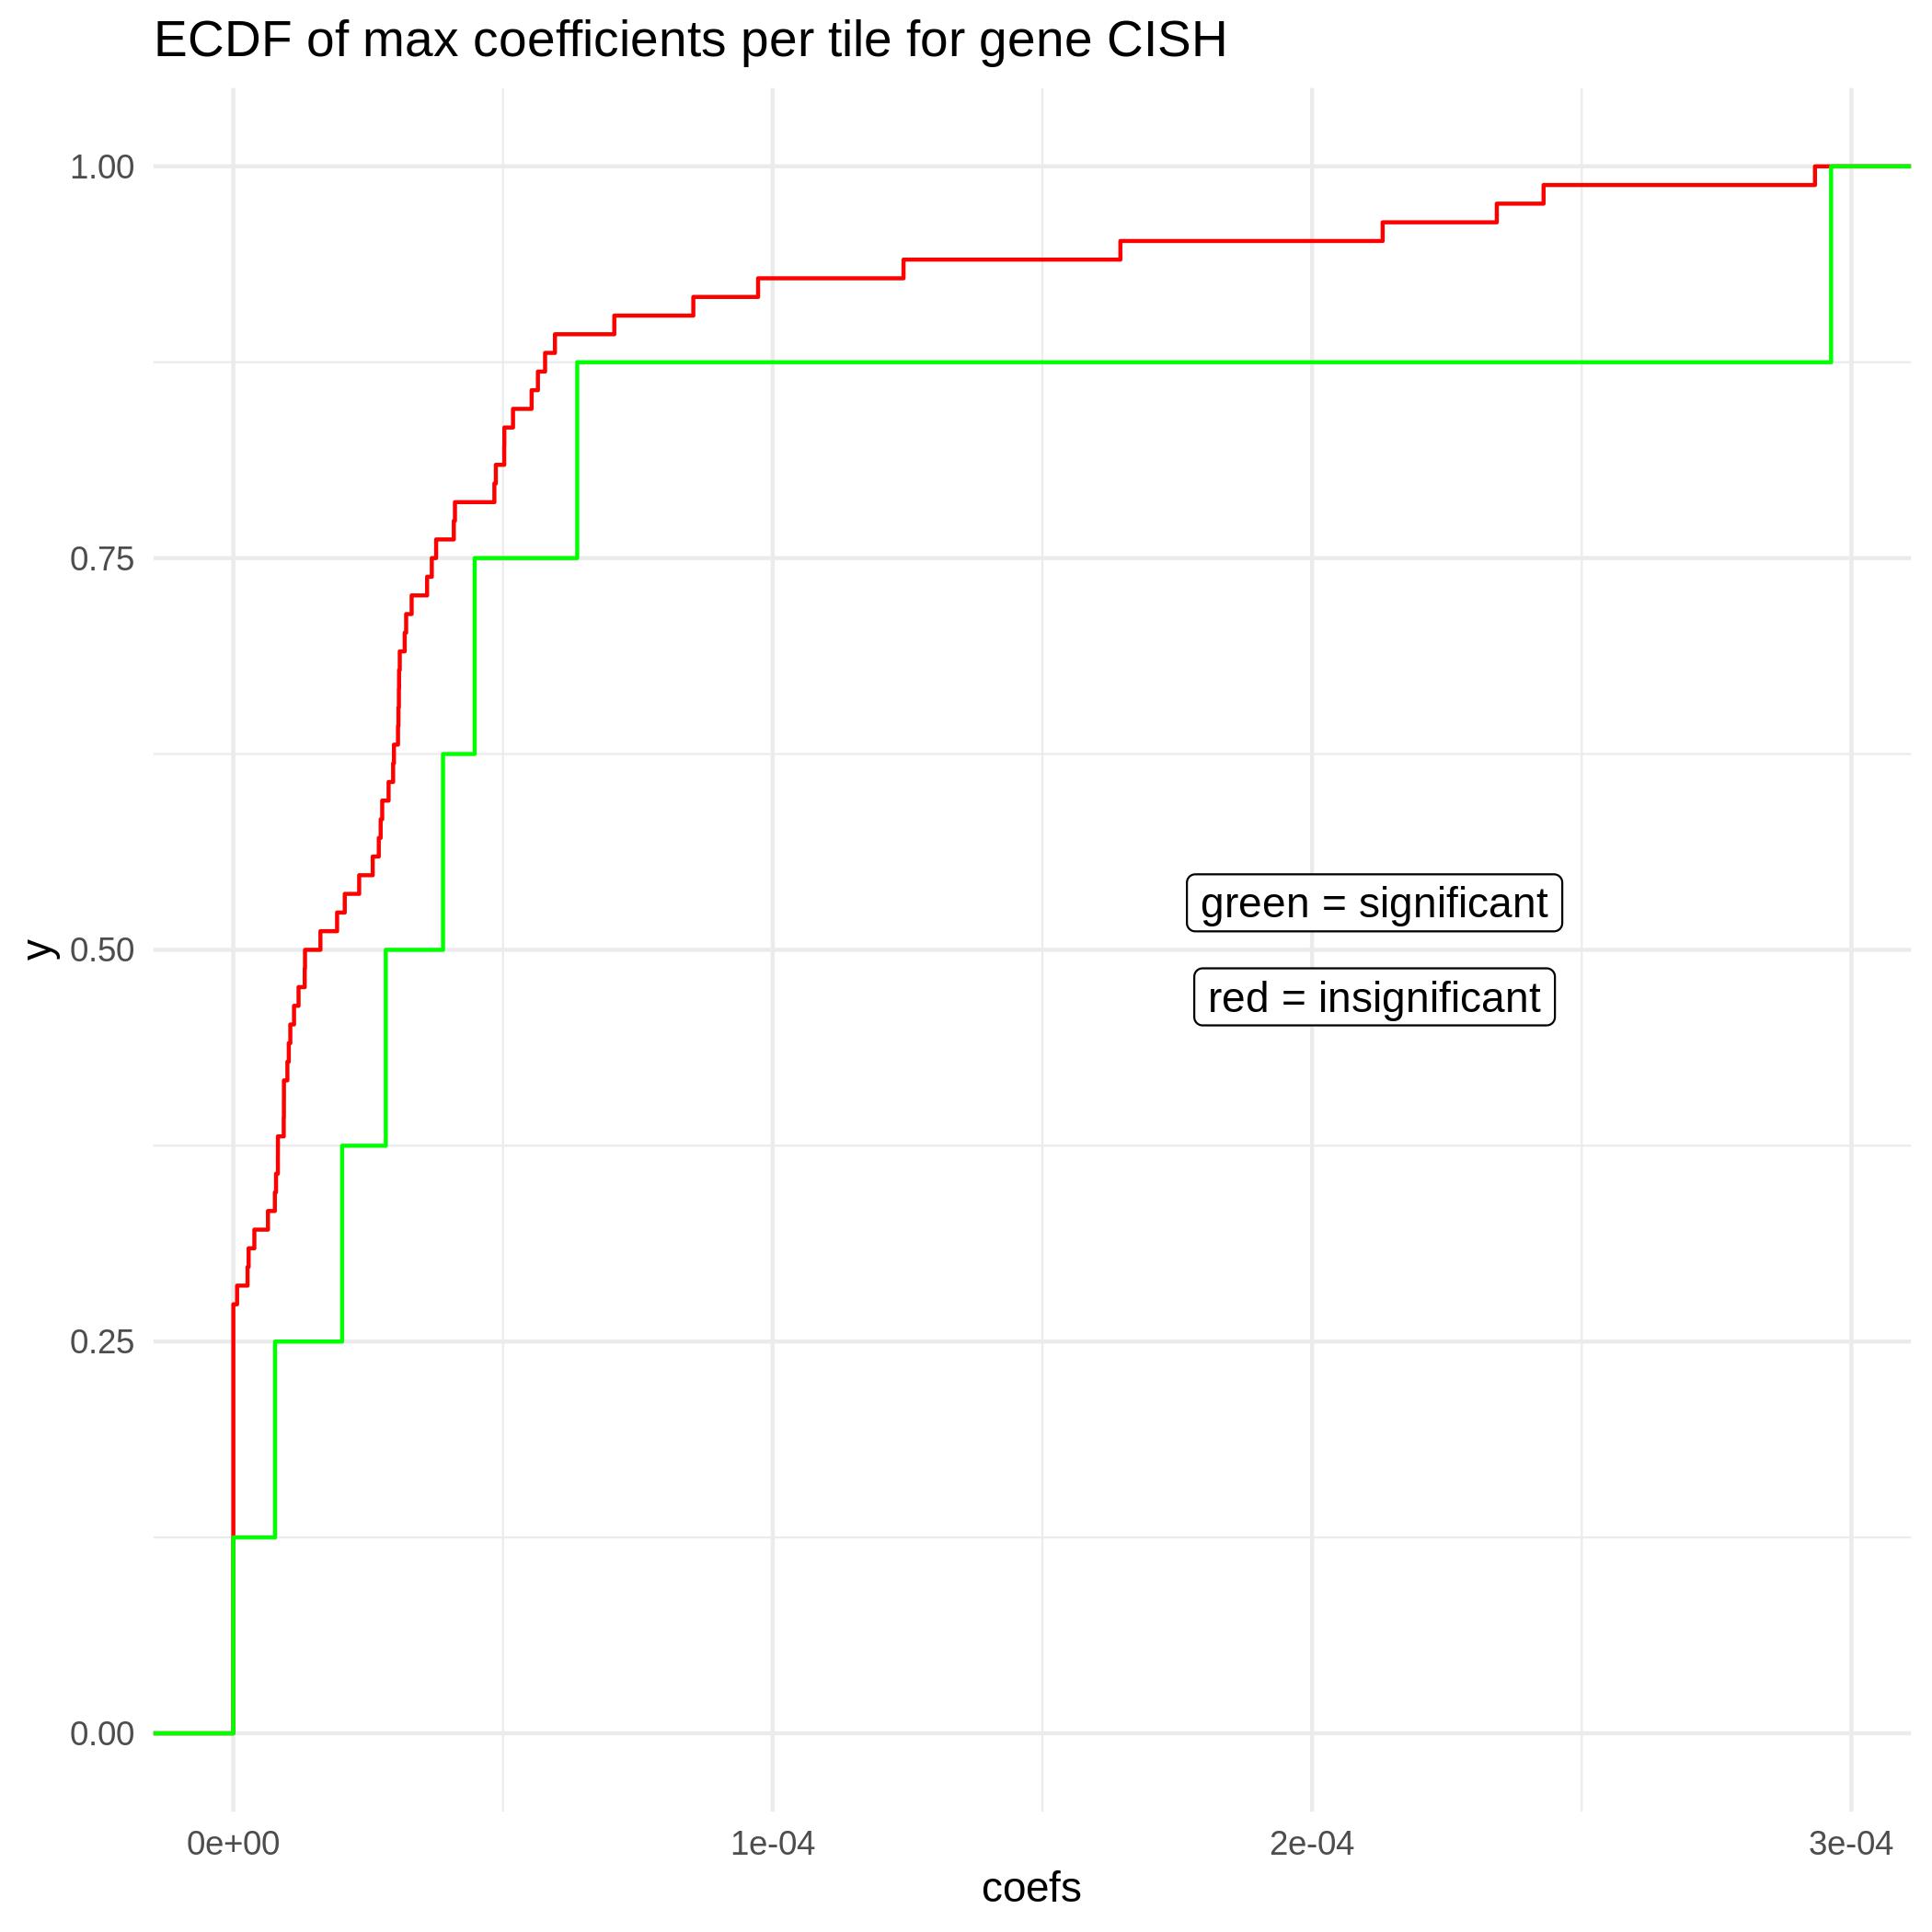 ECDF of max coefficients per tile for gene CISH
1.00
0.75
0.50
0.25
0.00
y
green = significant
red = insignificant
0e+00 1e-04 2e-04 3e-04
coefs